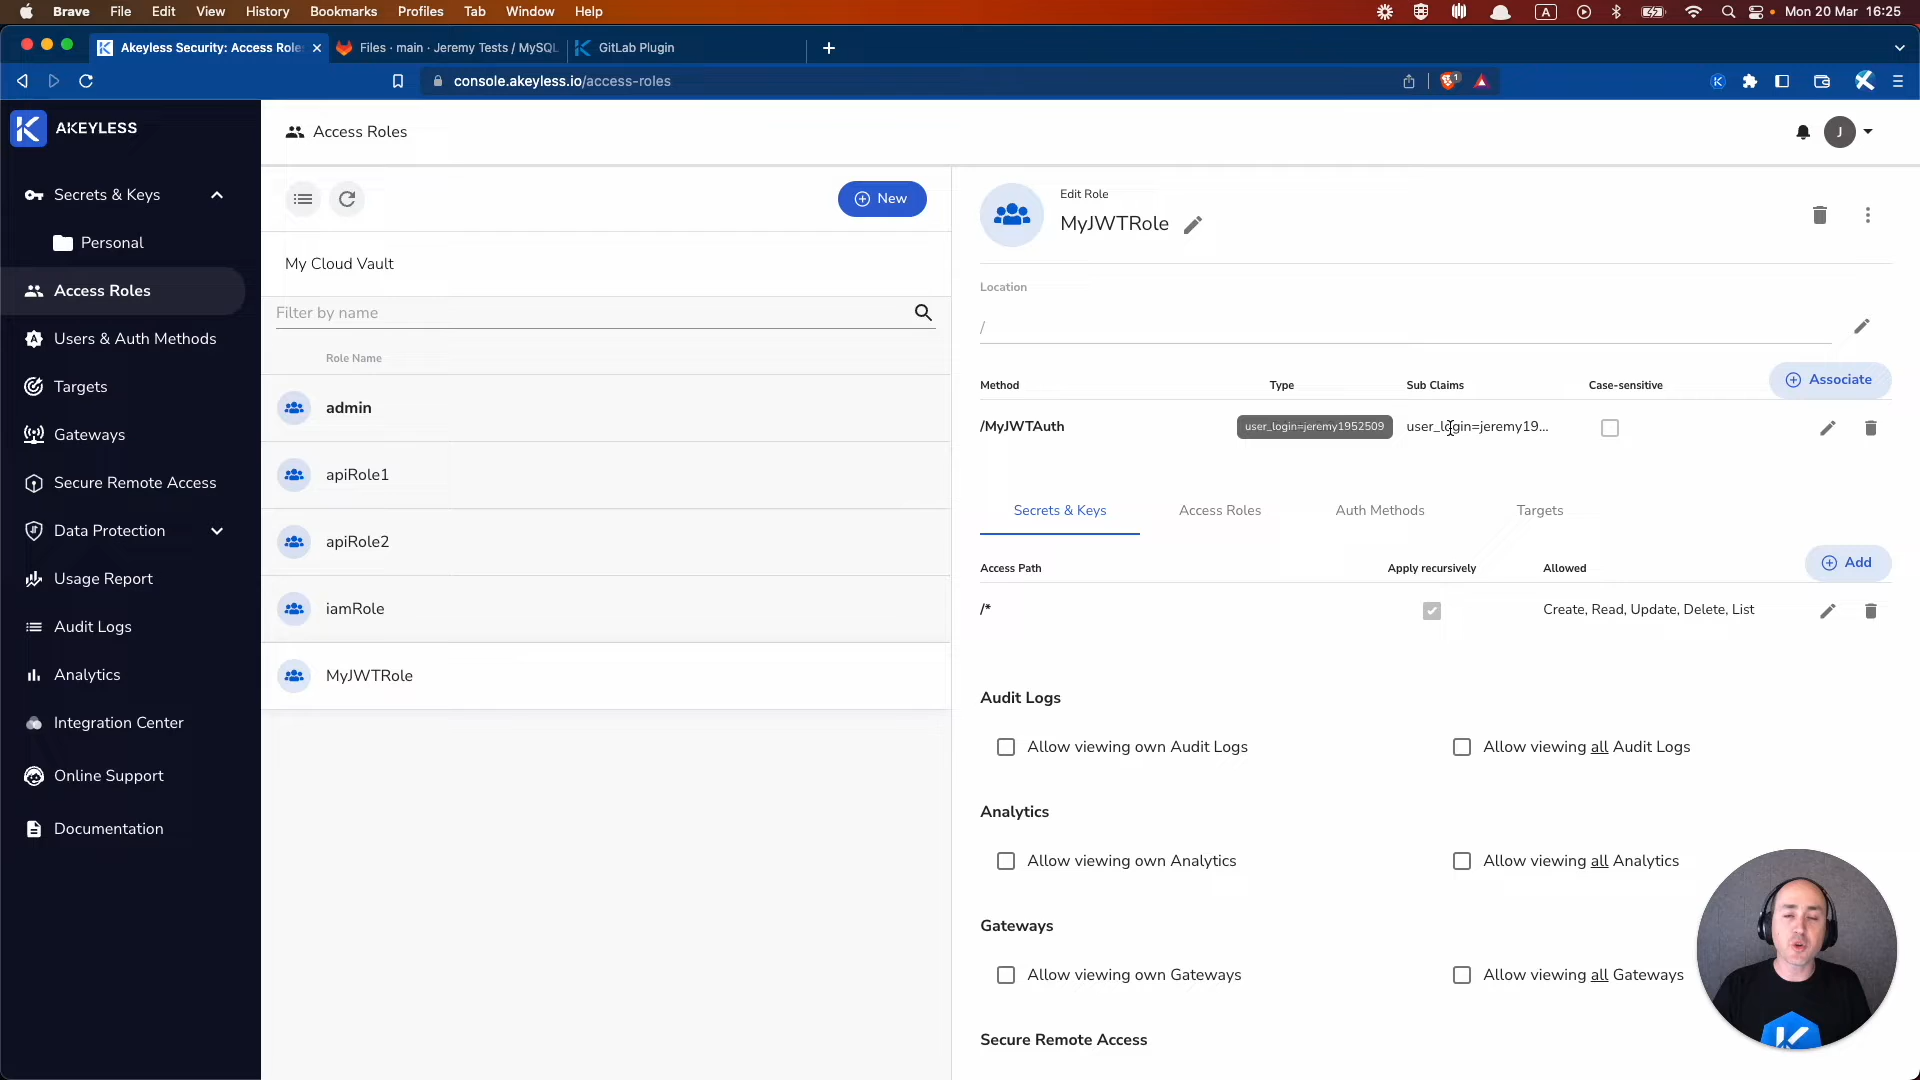 Brave File Edit View History Bookmarks Profiles Tab Window Help
A Mon 20 Mar 16:25
Akeyless Security: Access Role
Files · main · Jeremy Tests / MySQL
GitLab Plugin
console.akeyless.io/access-roles
1
AKEYLESS
Secrets & Keys
Personal
Access Roles
Users & Auth Methods
Targets
Gateways
Secure Remote Access
Data Protection
Usage Report
Audit Logs
Analytics
Integration Center
Online Support
Documentation
Access Roles
J
New
My Cloud Vault
Filter by name
Role Name
admin
apiRole1
apiRole2
iamRole
MyJWTRole
Edit Role
MyJWTRole
Location
/
Method Type Sub Claims Case-sensitive
Associate
/MyJWTAuth user_login=jeremy1952509 user_login=jeremy19...
Secrets & Keys Access Roles Auth Methods Targets
Access Path Apply recursively Allowed
Add
/* Create, Read, Update, Delete, List
Audit Logs
Allow viewing own Audit Logs Allow viewing all Audit Logs
Analytics
Allow viewing own Analytics Allow viewing all Analytics
Gateways
Allow viewing own Gateways Allow viewing all Gateways
Secure Remote Access